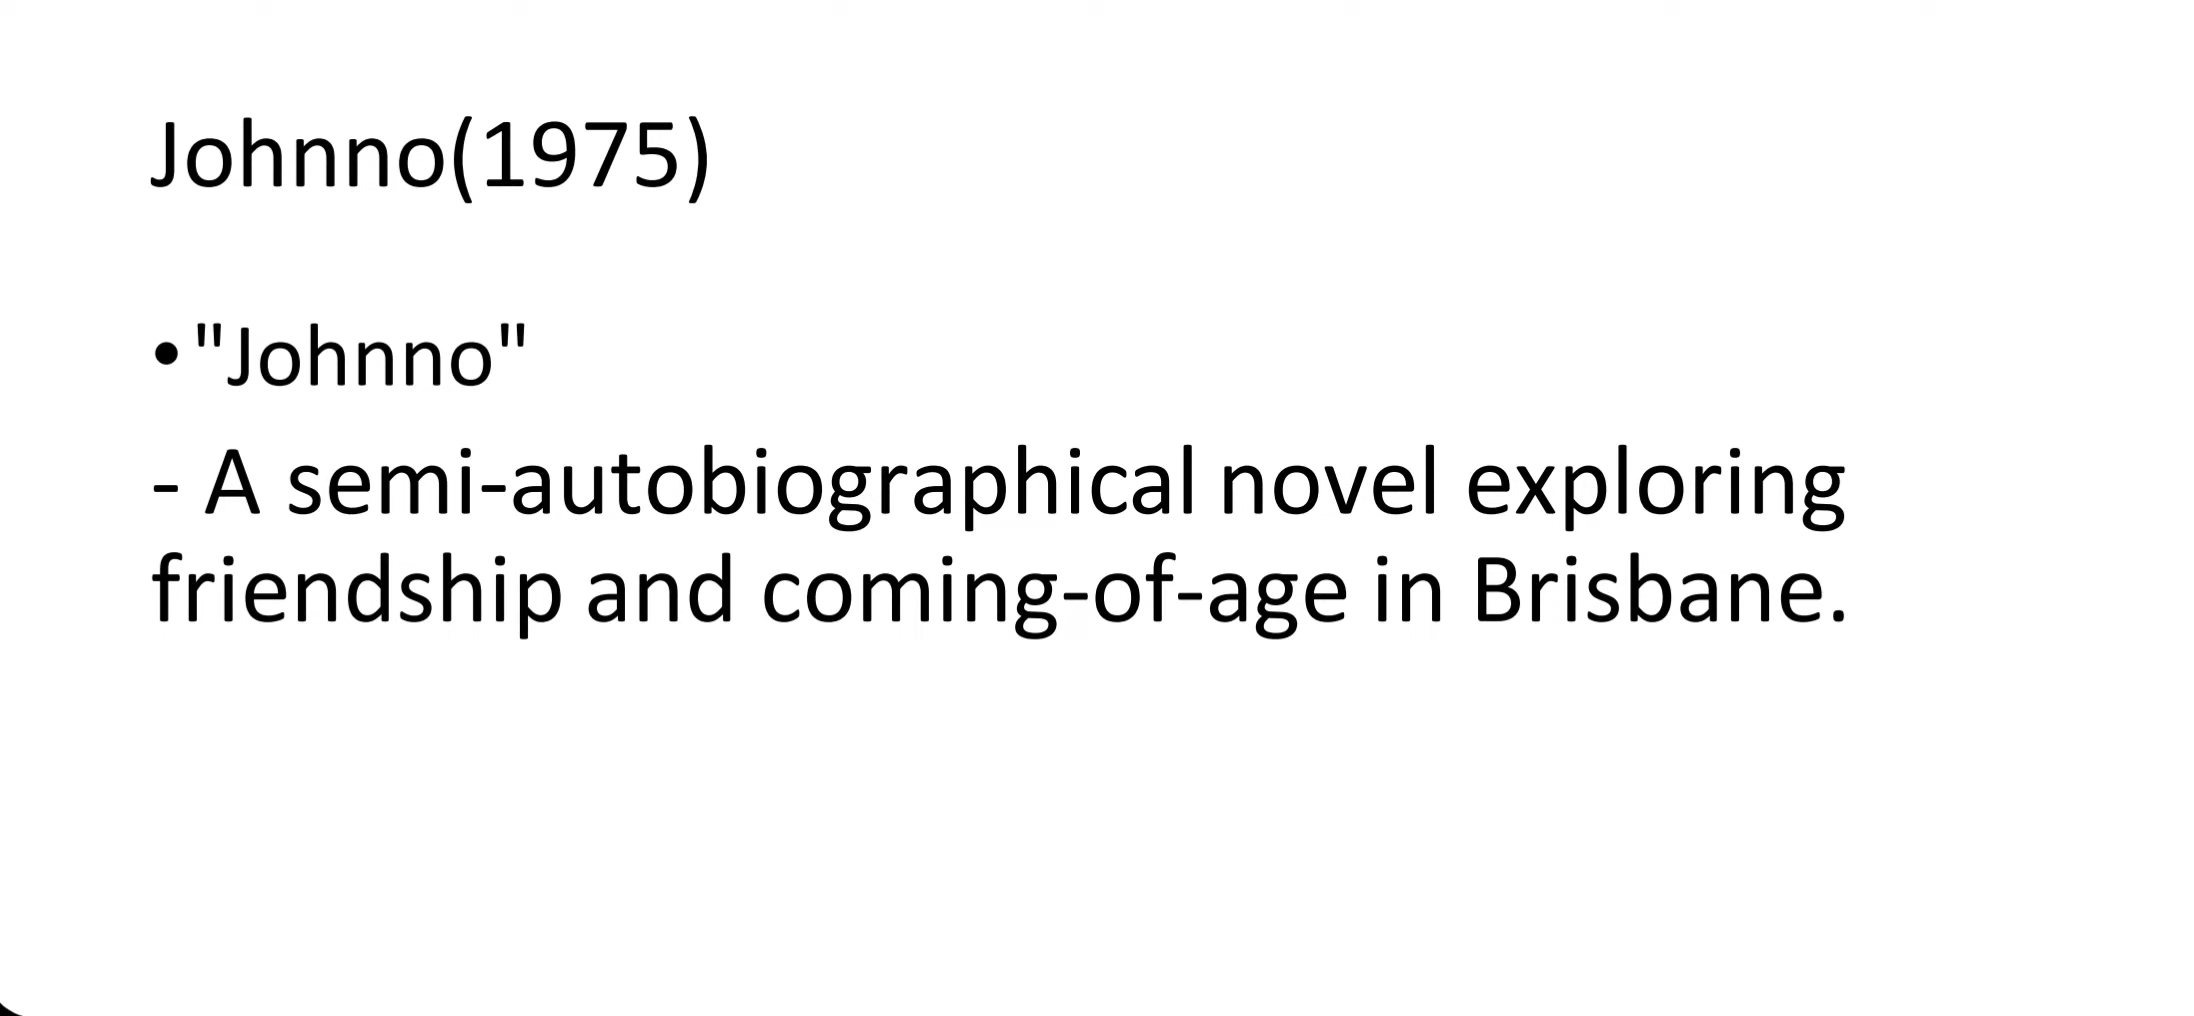 Johnno(1975)
•"Johnno"
- A semi-autobiographical novel exploring
friendship and coming-of-age in Brisbane.